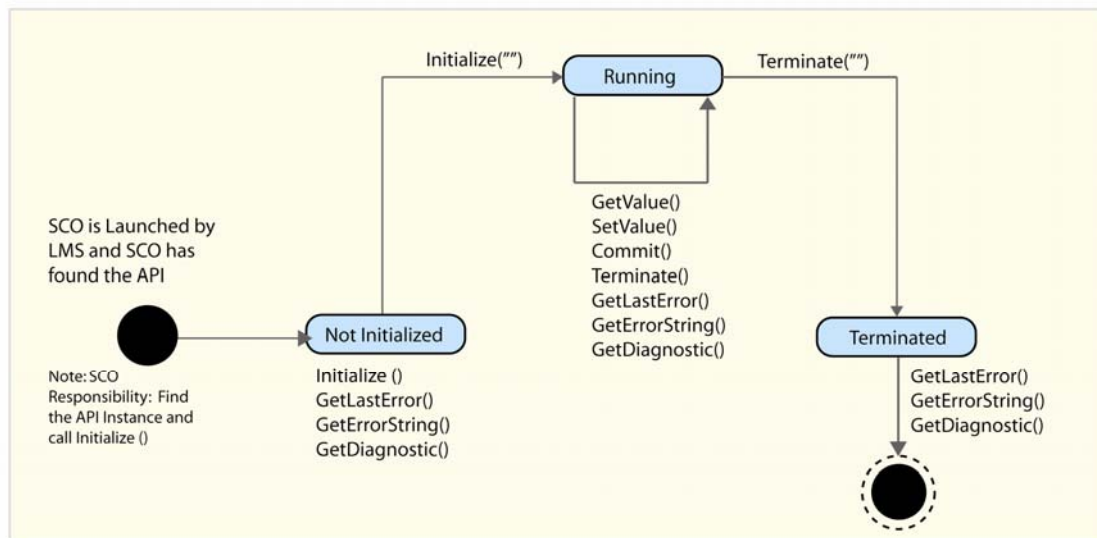 Initialize("")
Running
Terminate("")
GetValue()
SetValue()
Commit()
Terminate()
GetLastError()
GetErrorString()
GetDiagnostic()
SCO is Launched by
LMS and SCO has
found the API
Note: SCO
Responsibility: Find
the API Instance and
call Initialize ()
Not Initialized
Initialize ()
GetLastError()
GetErrorString()
GetDiagnostic()
Terminated
GetLastError()
GetErrorString()
GetDiagnostic()